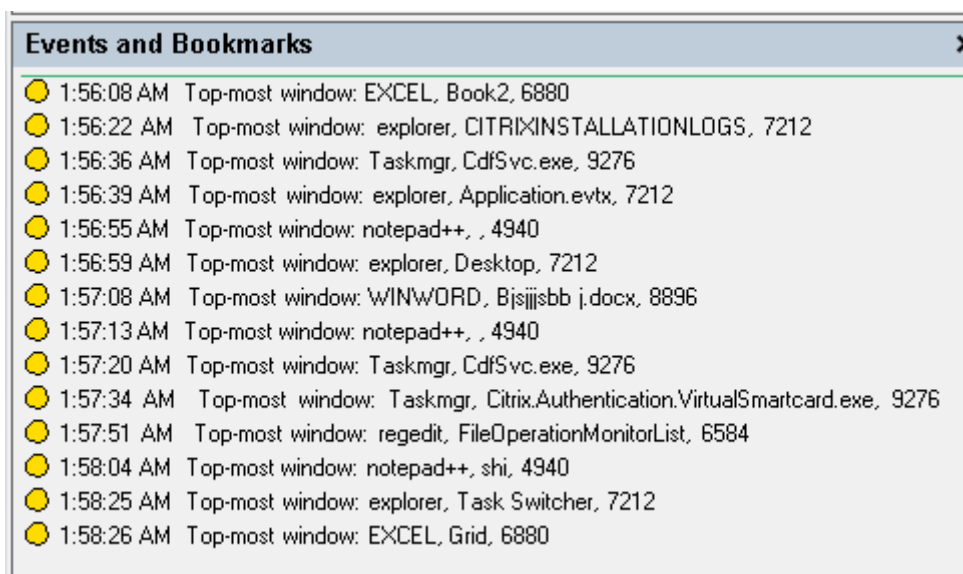 Events and Bookmarks
1:56:08 AM Top-most window: EXCEL, Book2, 6880
1:56:22 AM Top-most window: explorer, CITRIXINSTALLATIONLOGS, 7212
1:56:36 AM Top-most window: Taskmgr, CdfSvc.exe, 9276
1:56:39 AM Top-most window: explorer, Application.evtx, 7212
1:56:55 AM Top-most window: notepad++, , 4940
1:56:59 AM Top-most window: explorer, Desktop, 7212
1:57:08 AM Top-most window: WINWORD, Bjsjjjsbb j.docx, 8896
1:57:13 AM Top-most window: notepad++, , 4940
1:57:20 AM Top-most window: Taskmgr, CdfSvc.exe, 9276
1:57:34 AM Top-most window: Taskmgr, Citrix.Authentication.VirtualSmartcard.exe, 9276
1:57:51 AM Top-most window: regedit, FileOperationMonitorList, 6584
1:58:04 AM Top-most window: notepad++, shi, 4940
1:58:25 AM Top-most window: explorer, Task Switcher, 7212
1:58:26 AM Top-most window: EXCEL, Grid, 6880